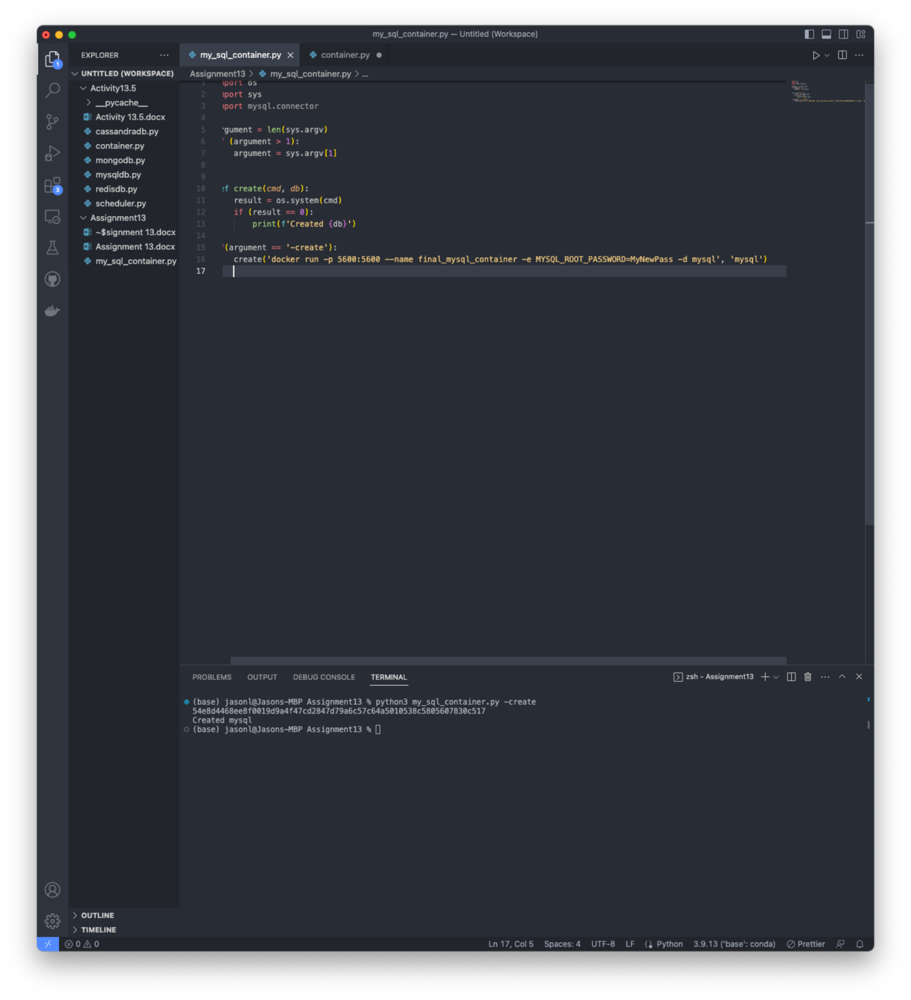 my_sql_container.py — Untitled (Workspace)
EXPLORER
my_sql_container.py
container.py
1
UNTITLED (WORKSPACE)
Assignment13 > my_sql_container.py > ...
Activity13.5
__pycache__
Activity 13.5.docx
cassandradb.py
container.py
mongodb.py
mysqldb.py
redisdb.py
scheduler.py
Assignment13
~$signment 13.docx
Assignment 13.docx
my_sql_container.py
3
1 port os
2 port sys
3 port mysql.connector
4
5 rgument = len(sys.argv)
6 (argument > 1):
7 argument = sys.argv[1]
8
9
10 ef create(cmd, db):
11 result = os.system(cmd)
12 if (result == 0):
13 print(f'Created {db}')
14
15 (argument == '-create'):
16 create('docker run -p 5600:5600 --name final_mysql_container -e MYSQL_ROOT_PASSWORD=MyNewPass -d mysql', 'mysql')
17
PROBLEMS OUTPUT DEBUG CONSOLE TERMINAL
zsh - Assignment13
(base) jasonl@Jasons-MBP Assignment13 % python3 my_sql_container.py -create
54e8d4468ee8f0019d9a4f47cd2847d79a6c57c64a5010538c5805607830c517
Created mysql
(base) jasonl@Jasons-MBP Assignment13 %
OUTLINE
TIMELINE
0 0
Ln 17, Col 5 Spaces: 4 UTF-8 LF Python 3.9.13 ('base': conda) Prettier